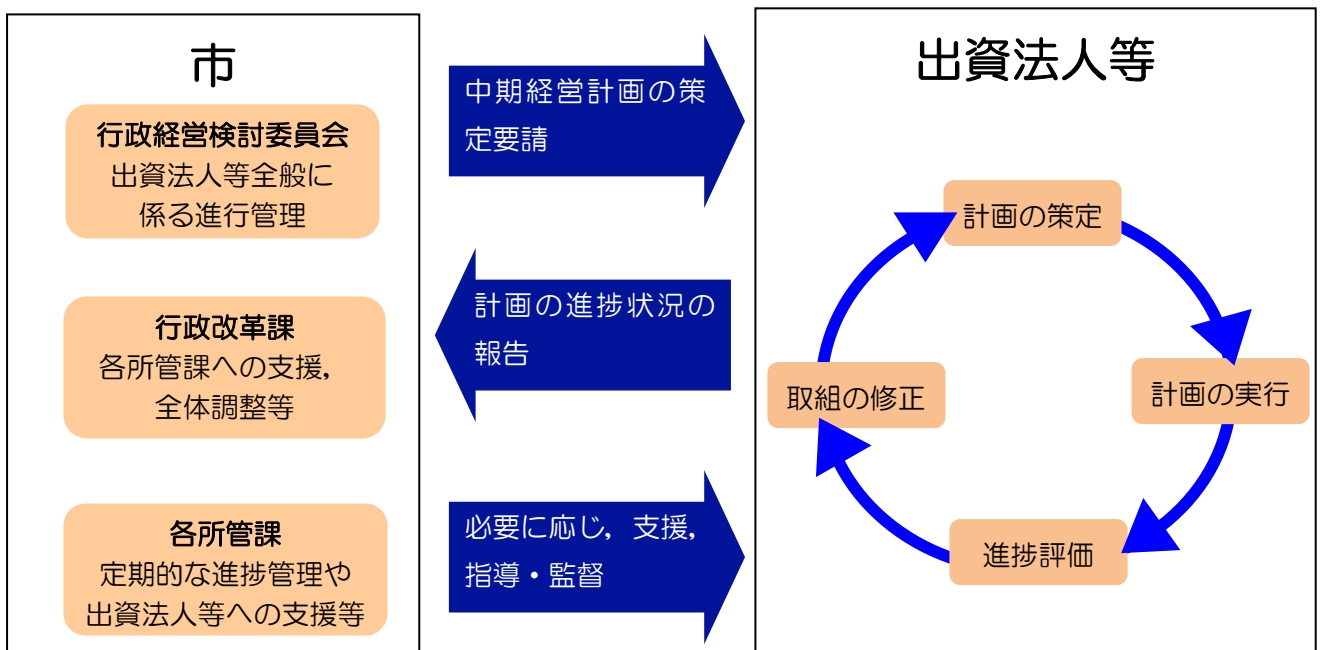 市
行政経営検討委員会
出資法人等全般に
係る進行管理
行政改革課
各所管課への支援，
全体調整等
各所管課
定期的な進捗管理や
出資法人等への支援等
中期経営計画の策
定要請
計画の進捗状況の
報告
必要に応じ，支援，
指導・監督
出資法人等
計画の策定
計画の実行
進捗評価
取組の修正